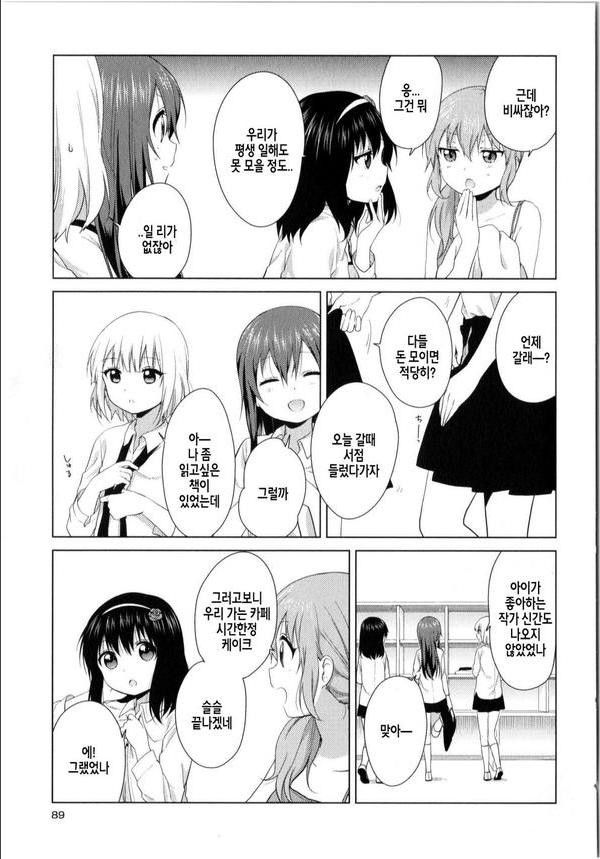 근데
비싸잖아?
응...
그건 뭐
우리가
평생 일해도
못 모을 정도..
..일 리가
없잖아
언제
갈래―?
다들
돈 모이면
적당히?
ちー
오늘 갈때
서점
들렀다가자
그럴까
아―
나 좀
읽고싶은
책이
있었는데
しゅる
아이가
좋아하는
작가 신간도
나오지
않았었나
맞아―
그러고보니
우리 가는 카페
시간한정
케이크
슬슬
끝나겠네
에!
그랬었나
89